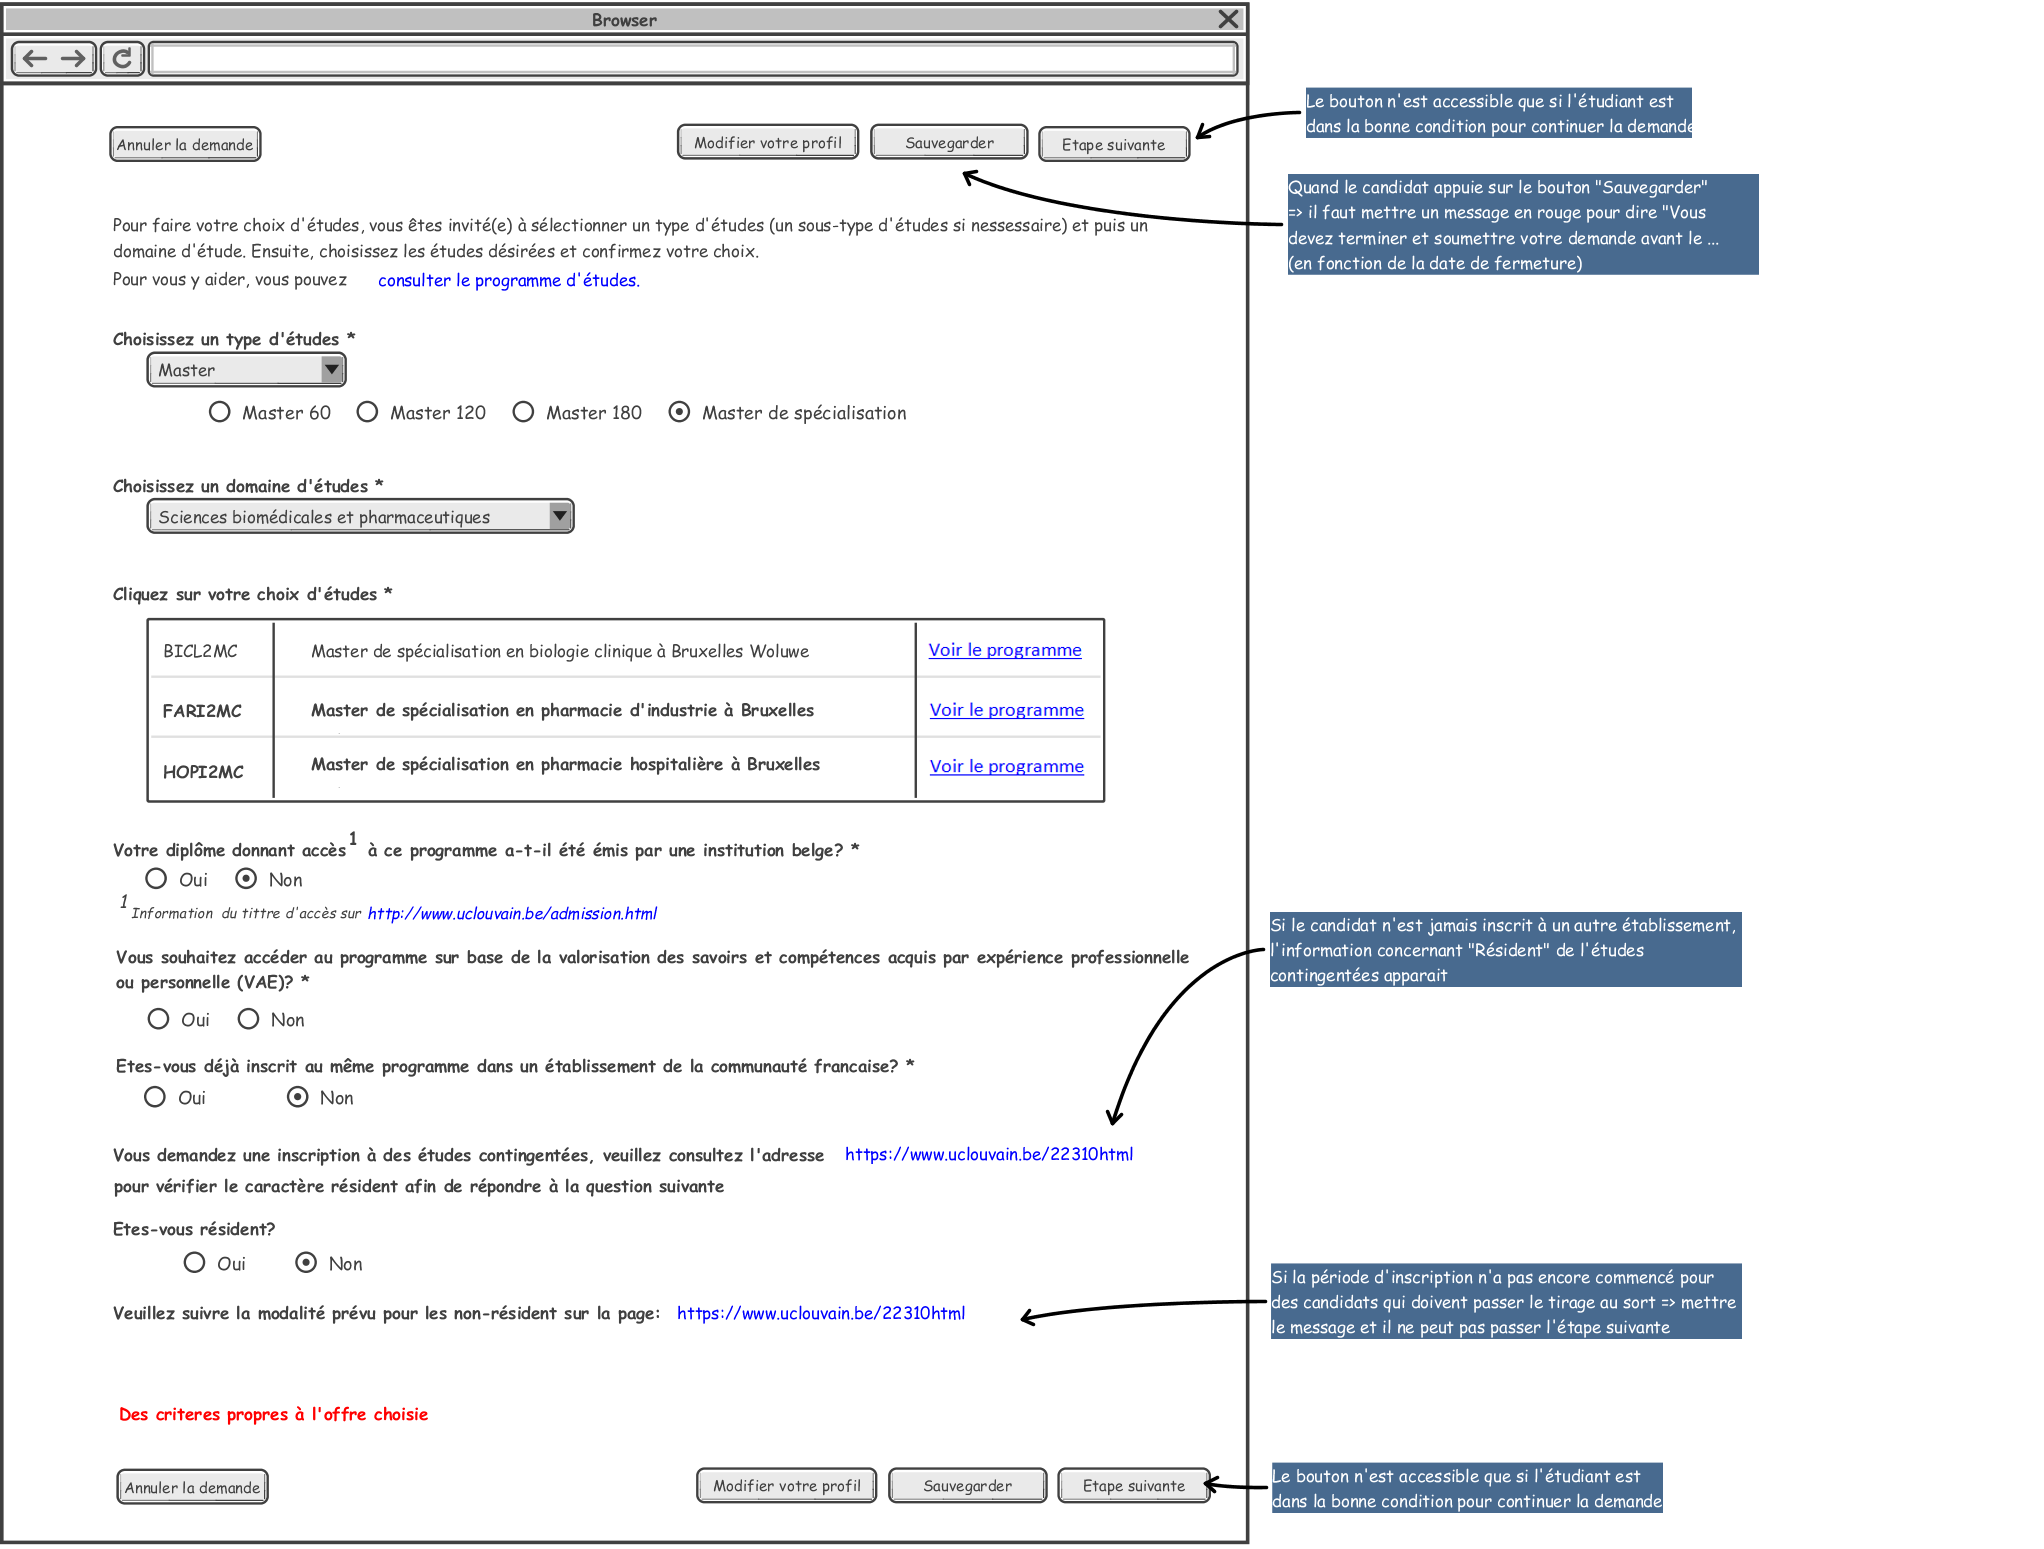 Browser
Annuler la demande
Modifier votre profil
Sauvegarder
Etape suivante
Le bouton n'est accessible que si l'étudiant est
dans la bonne condition pour continuer la demande
Quand le candidat appuie sur le bouton "Sauvegarder"
=> il faut mettre un message en rouge pour dire "Vous
devez terminer et soumettre votre demande avant le ...
(en fonction de la date de fermeture)
Pour faire votre choix d'études, vous êtes invité(e) à sélectionner un type d'études (un sous-type d'études si nessessaire) et puis un
domaine d'étude. Ensuite, choisissez les études désirées et confirmez votre choix.
Pour vous y aider, vous pouvez consulter le programme d'études.
Choisissez un type d'études *
Master
Master 60 Master 120 Master 180 Master de spécialisation
Choisissez un domaine d'études *
Sciences biomédicales et pharmaceutiques
Cliquez sur votre choix d'études *
BICL2MC Master de spécialisation en biologie clinique à Bruxelles Woluwe Voir le programme
FARI2MC Master de spécialisation en pharmacie d'industrie à Bruxelles Voir le programme
HOPI2MC Master de spécialisation en pharmacie hospitalière à Bruxelles Voir le programme
Votre diplôme donnant accès 1 à ce programme a-t-il été émis par une institution belge? *
Oui Non
1 Information du tittre d'accès sur http://www.uclouvain.be/admission.html
Si le candidat n'est jamais inscrit à un autre établissement,
l'information concernant "Résident" de l'études
contingentées apparait
Vous souhaitez accéder au programme sur base de la valorisation des savoirs et compétences acquis par expérience professionnelle
ou personnelle (VAE)? *
Oui Non
Etes-vous déjà inscrit au même programme dans un établissement de la communauté francaise? *
Oui Non
Vous demandez une inscription à des études contingentées, veuillez consultez l'adresse https://www.uclouvain.be/22310html
pour vérifier le caractère résident afin de répondre à la question suivante
Etes-vous résident?
Oui Non
Si la période d'inscription n'a pas encore commencé pour
des candidats qui doivent passer le tirage au sort => mettre
le message et il ne peut pas passer l'étape suivante
Veuillez suivre la modalité prévu pour les non-résident sur la page: https://www.uclouvain.be/22310html
Des criteres propres à l'offre choisie
Annuler la demande
Modifier votre profil
Sauvegarder
Etape suivante
Le bouton n'est accessible que si l'étudiant est
dans la bonne condition pour continuer la demande